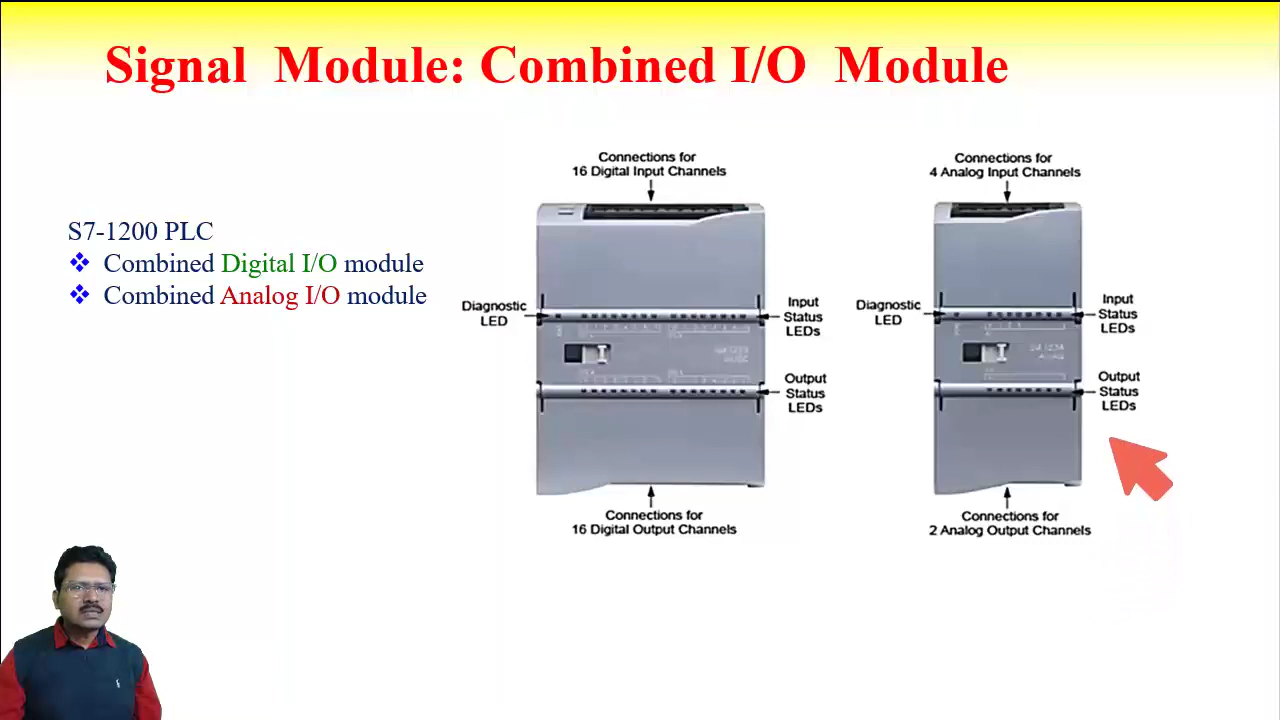 Signal Module: Combined I/O Module
S7-1200 PLC
Combined Digital I/O module
Combined Analog I/O module
Connections for
16 Digital Input Channels
Diagnostic
LED
Input
Status
LEDs
Output
Status
LEDs
Connections for
16 Digital Output Channels
Connections for
4 Analog Input Channels
Diagnostic
LED
Input
Status
LEDs
Output
Status
LEDs
Connections for
2 Analog Output Channels